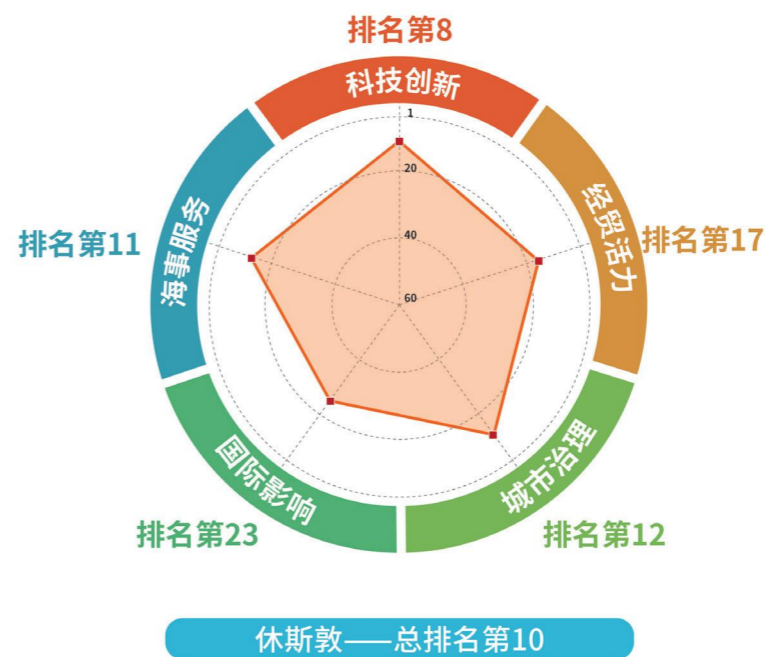 排名第8
科技创新
1
经贸活力
排名第17
20
海事服务
排名第11
40
60
国际影响
排名第23
城市治理
排名第12
休斯敦——总排名第10